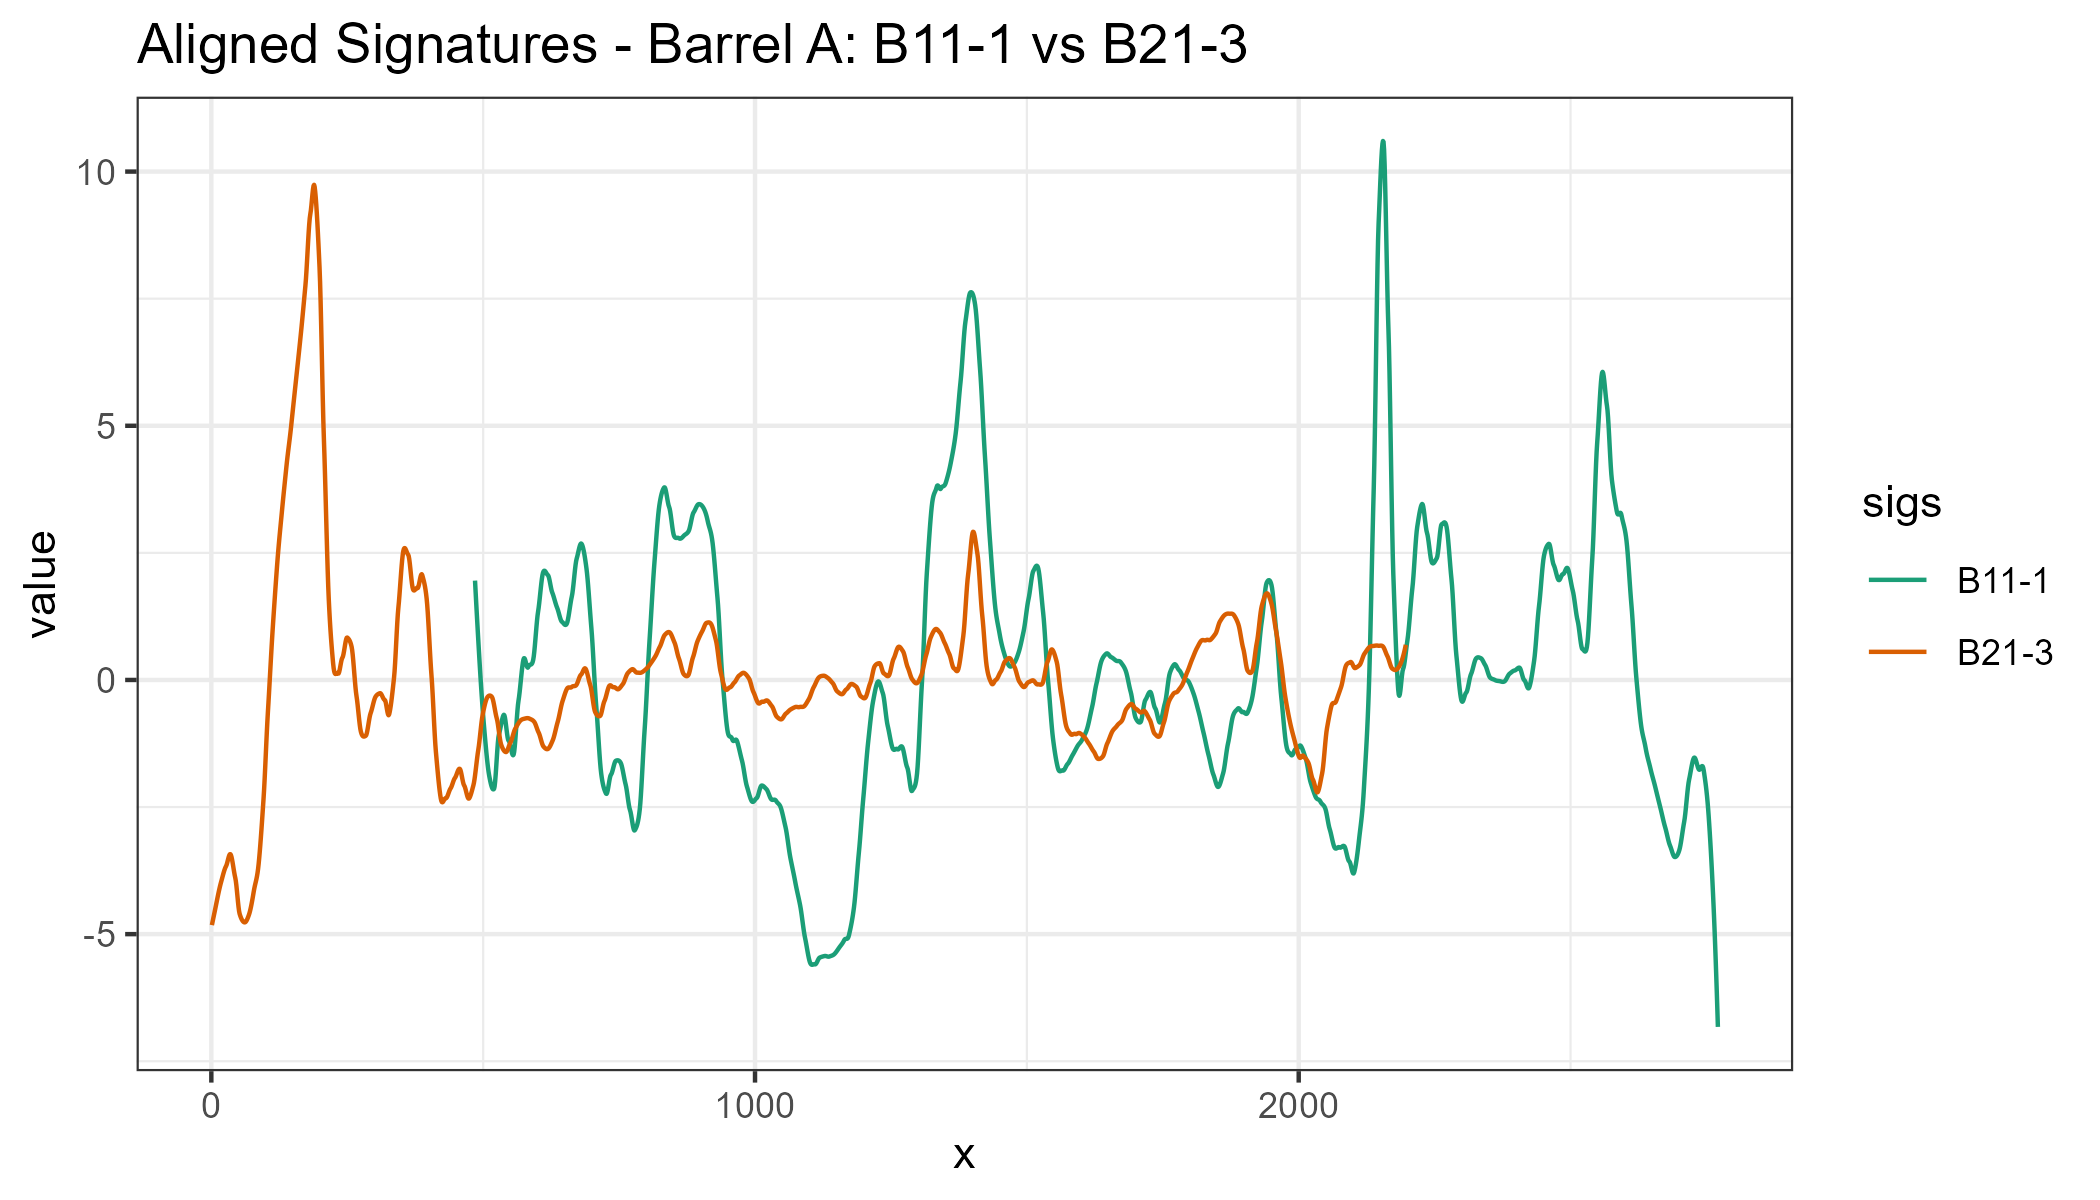 Aligned Signatures - Barrel A: B11-1 vs B21-3
10
5
0
-5
value
0 1000 2000
x
sigs
B11-1
B21-3